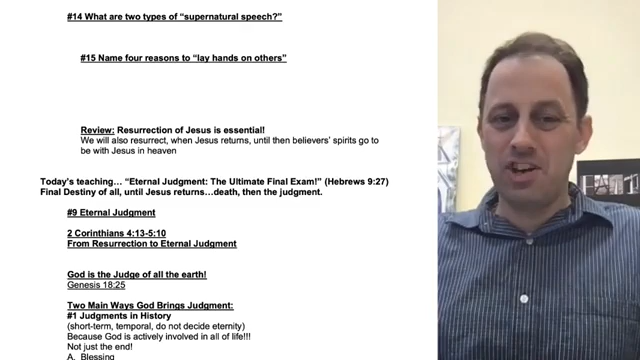 #14 What are two types of “supernatural speech?”
#15 Name four reasons to “lay hands on others”
Review: Resurrection of Jesus is essential!
We will also resurrect, when Jesus returns, until then believers’ spirits go to
be with Jesus in heaven
Today’s teaching… “Eternal Judgment: The Ultimate Final Exam!” (Hebrews 9:27)
Final Destiny of all, until Jesus returns…death, then the judgment.
#9 Eternal Judgment
2 Corinthians 4:13-5:10
From Resurrection to Eternal Judgment
God is the Judge of all the earth!
Genesis 18:25
Two Main Ways God Brings Judgment:
#1 Judgments in History
(short-term, temporal, do not decide eternity)
Because God is actively involved in all of life!!!
Not just the end!
A. Blessing